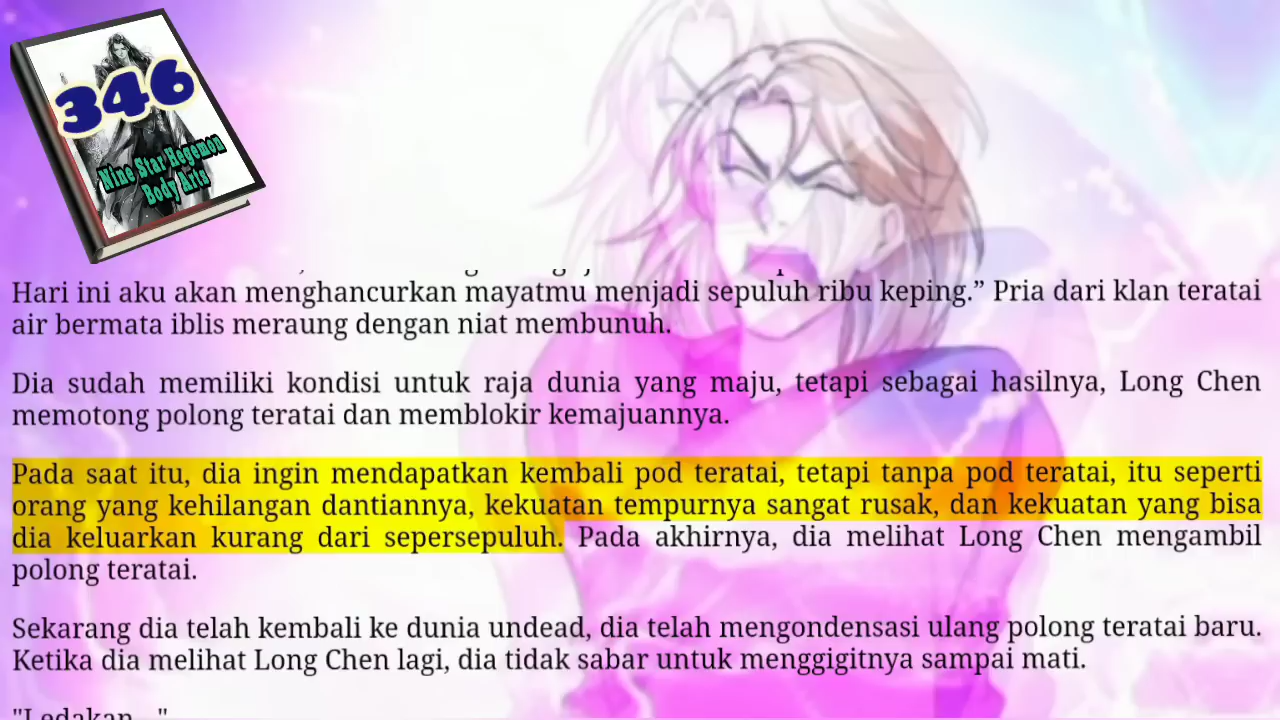 346
Nine Star Hegemon
Body Arts
Hari ini aku akan menghancurkan mayatmu menjadi sepuluh ribu keping.” Pria dari klan teratai
air bermata iblis meraung dengan niat membunuh.
Dia sudah memiliki kondisi untuk raja dunia yang maju, tetapi sebagai hasilnya, Long Chen
memotong polong teratai dan memblokir kemajuannya.
Pada saat itu, dia ingin mendapatkan kembali pod teratai, tetapi tanpa pod teratai, itu seperti
orang yang kehilangan dantiannya, kekuatan tempurnya sangat rusak, dan kekuatan yang bisa
dia keluarkan kurang dari sepersepuluh. Pada akhirnya, dia melihat Long Chen mengambil
polong teratai.
Sekarang dia telah kembali ke dunia undead, dia telah mengondensasi ulang polong teratai baru.
Ketika dia melihat Long Chen lagi, dia tidak sabar untuk menggigitnya sampai mati.
"Ledakan..."